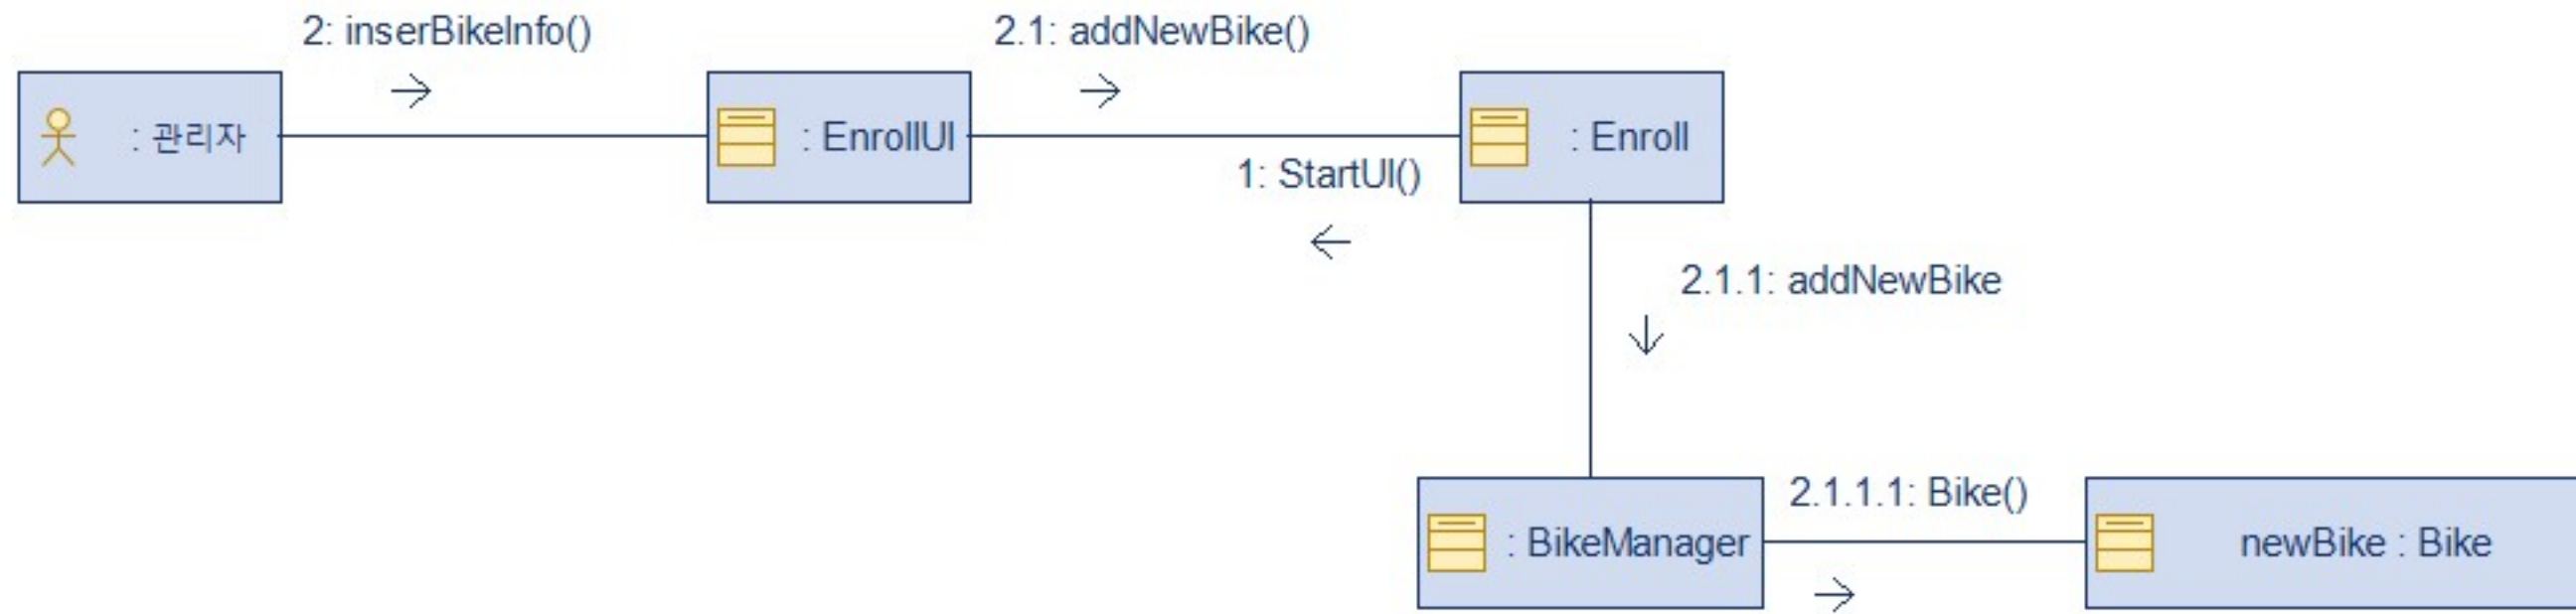 2: inserBikeInfo()
2.1: addNewBike()
: 관리자
: EnrollUI
: Enroll
1: StartUI()
2.1.1: addNewBike
2.1.1.1: Bike()
: BikeManager
newBike : Bike